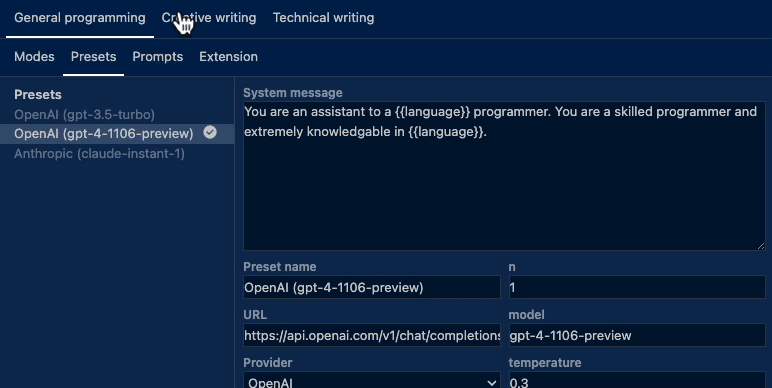 General programming
Creative writing
Technical writing
Modes
Presets
Prompts
Extension
Presets
OpenAI (gpt-3.5-turbo)
OpenAI (gpt-4-1106-preview)
Anthropic (claude-instant-1)
System message
You are an assistant to a {{language}} programmer. You are a skilled programmer and
extremely knowledgable in {{language}}.
Preset name
n
OpenAI (gpt-4-1106-preview)
1
URL
model
https://api.openai.com/v1/chat/completions
gpt-4-1106-preview
Provider
temperature
OpenAI
0.3